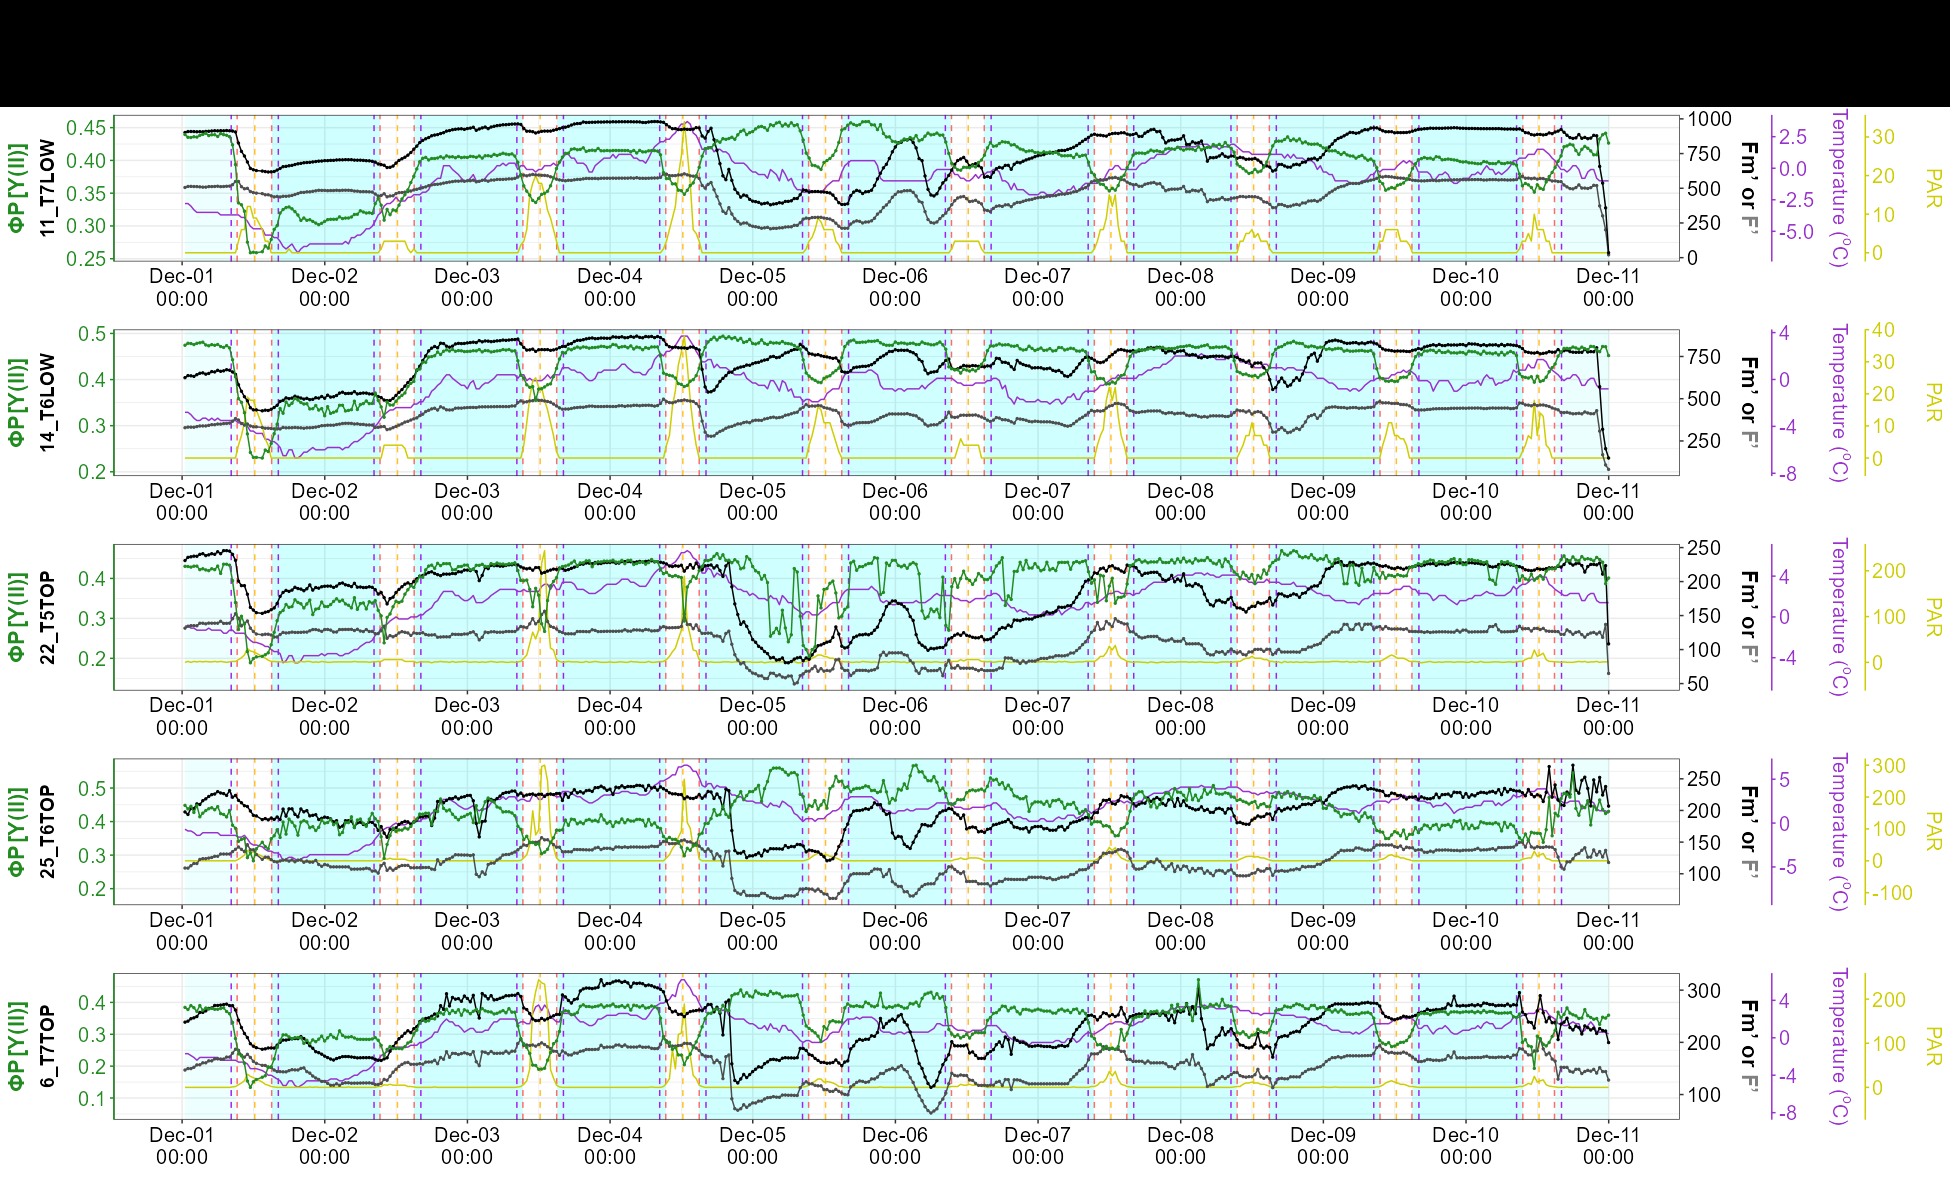 ΦP[Y(II)]
11_T7LOW
0.45
0.40
0.35
0.30
0.25
1000
750
500
250
0
Fm' or F'
2.5
0.0
-2.5
-5.0
Temperature (°C)
30
20
10
0
PAR
Dec-01 Dec-02 Dec-03 Dec-04 Dec-05 Dec-06 Dec-07 Dec-08 Dec-09 Dec-10 Dec-11
00:00 00:00 00:00 00:00 00:00 00:00 00:00 00:00 00:00 00:00 00:00
ΦP[Y(II)]
14_T6LOW
0.5
0.4
0.3
0.2
750
500
250
Fm' or F'
4
0
-4
-8
Temperature (°C)
40
30
20
10
0
PAR
Dec-01 Dec-02 Dec-03 Dec-04 Dec-05 Dec-06 Dec-07 Dec-08 Dec-09 Dec-10 Dec-11
00:00 00:00 00:00 00:00 00:00 00:00 00:00 00:00 00:00 00:00 00:00
ΦP[Y(II)]
22_T5TOP
0.4
0.3
0.2
250
200
150
100
50
Fm' or F'
4
0
-4
Temperature (°C)
200
100
0
PAR
Dec-01 Dec-02 Dec-03 Dec-04 Dec-05 Dec-06 Dec-07 Dec-08 Dec-09 Dec-10 Dec-11
00:00 00:00 00:00 00:00 00:00 00:00 00:00 00:00 00:00 00:00 00:00
ΦP[Y(II)]
25_T6TOP
0.5
0.4
0.3
0.2
250
200
150
100
Fm' or F'
5
0
-5
Temperature (°C)
300
200
100
0
-100
PAR
Dec-01 Dec-02 Dec-03 Dec-04 Dec-05 Dec-06 Dec-07 Dec-08 Dec-09 Dec-10 Dec-11
00:00 00:00 00:00 00:00 00:00 00:00 00:00 00:00 00:00 00:00 00:00
ΦP[Y(II)]
6_T7TOP
0.4
0.3
0.2
0.1
300
200
100
Fm' or F'
4
0
-4
-8
Temperature (°C)
200
100
0
PAR
Dec-01 Dec-02 Dec-03 Dec-04 Dec-05 Dec-06 Dec-07 Dec-08 Dec-09 Dec-10 Dec-11
00:00 00:00 00:00 00:00 00:00 00:00 00:00 00:00 00:00 00:00 00:00